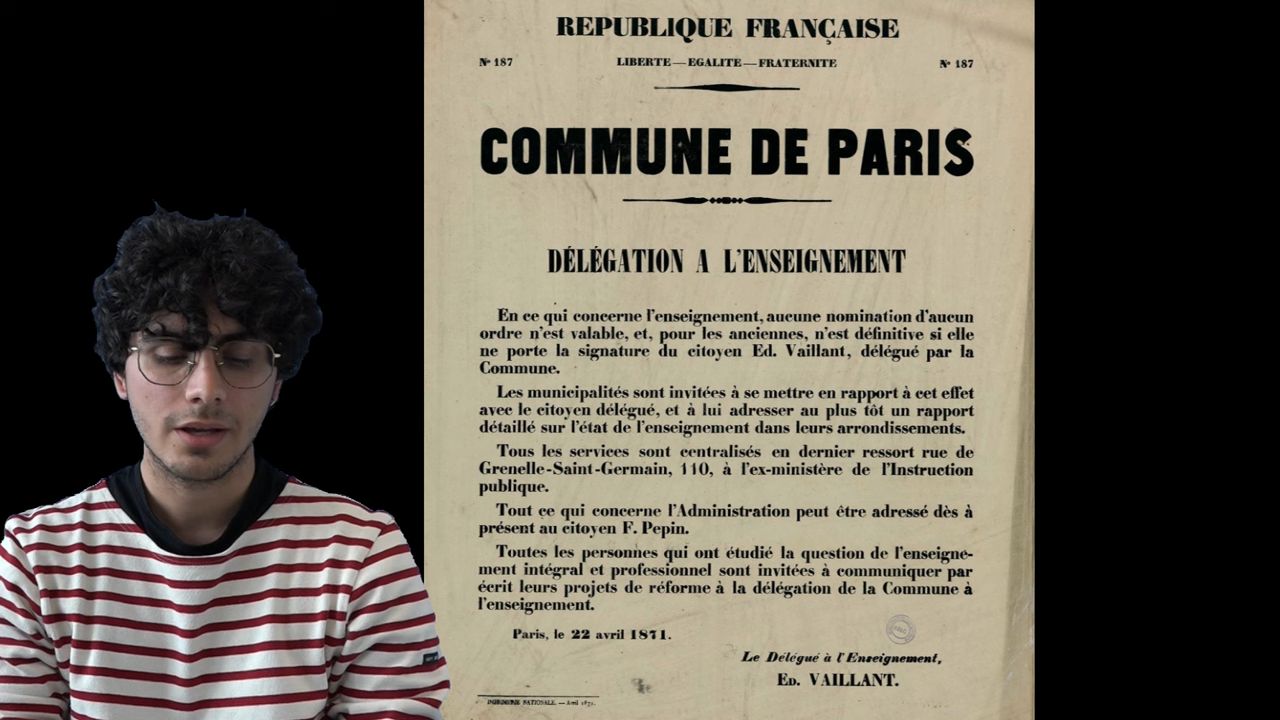 REPUBLIQUE FRANÇAISE
Nº 187 LIBERTE—EGALITE—FRATERNITE Nº 187
COMMUNE DE PARIS
DÉLÉGATION A L'ENSEIGNEMENT
En ce qui concerne l'enseignement, aucune nomination d'aucun
ordre n'est valable, et, pour les anciennes, n'est définitive si elle
ne porte la signature du citoyen Ed. Vaillant, délégué par la
Commune.
Les municipalités sont invitées à se mettre en rapport à cet effet
avec le citoyen délégué, et à lui adresser au plus tôt un rapport
détaillé sur l'état de l'enseignement dans leurs arrondissements.
Tous les services sont centralisés en dernier ressort rue de
Grenelle-Saint-Germain, 110, à l'ex-ministère de l'Instruction
publique.
Tout ce qui concerne l'Administration peut être adressé dès à
présent au citoyen F. Pepin.
Toutes les personnes qui ont étudié la question de l'enseigne-
ment intégral et professionnel sont invitées à communiquer par
écrit leurs projets de réforme à la délégation de la Commune à
l'enseignement.
Paris, le 22 avril 1871.
Le Délégué à l'Enseignement,
ED. VAILLANT.
IMPRIMERIE NATIONALE. — Avril 1871.